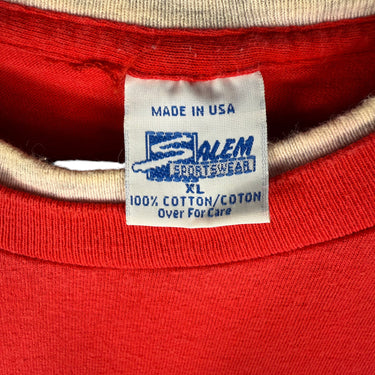 MADE IN USA
SALEM
SPORTSWEAR
XL
100% COTTON/COTON
Over For Care